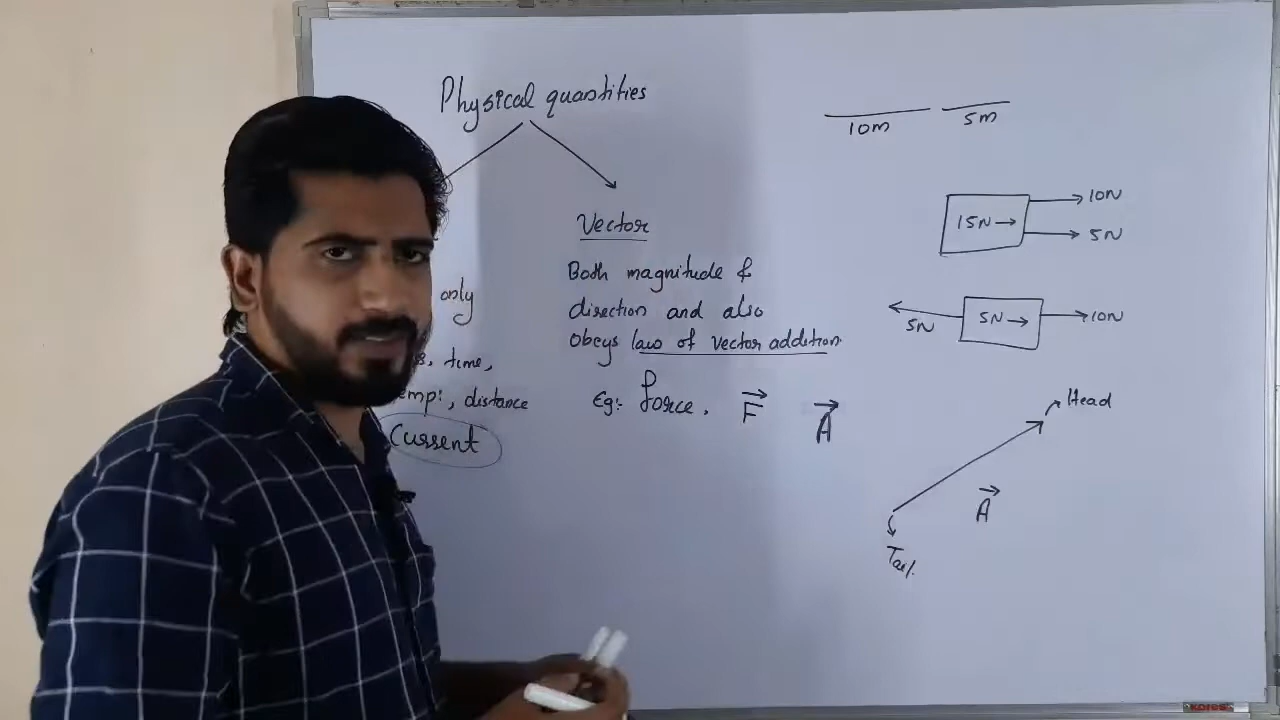 Physical quantities
only
time,
distance
Current
Vector
Both magnitude &
direction and also
obeys law of vector addition
Eg:- force. F A
10m 5m
15N → 10N
5N
5N 5N → 10N
Head
A
Tail.
KORES